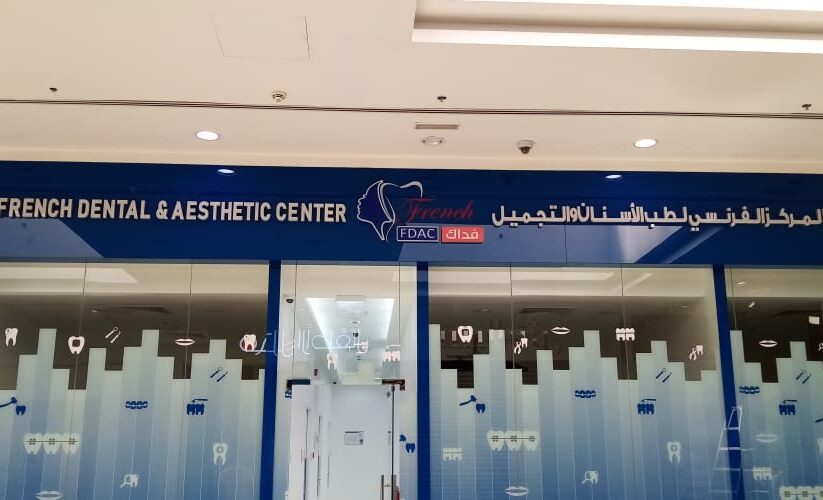 FRENCH DENTAL & AESTHETIC CENTER
French
FDAC فداك
المركز الفرنسي لطب الأسنان والتجميل